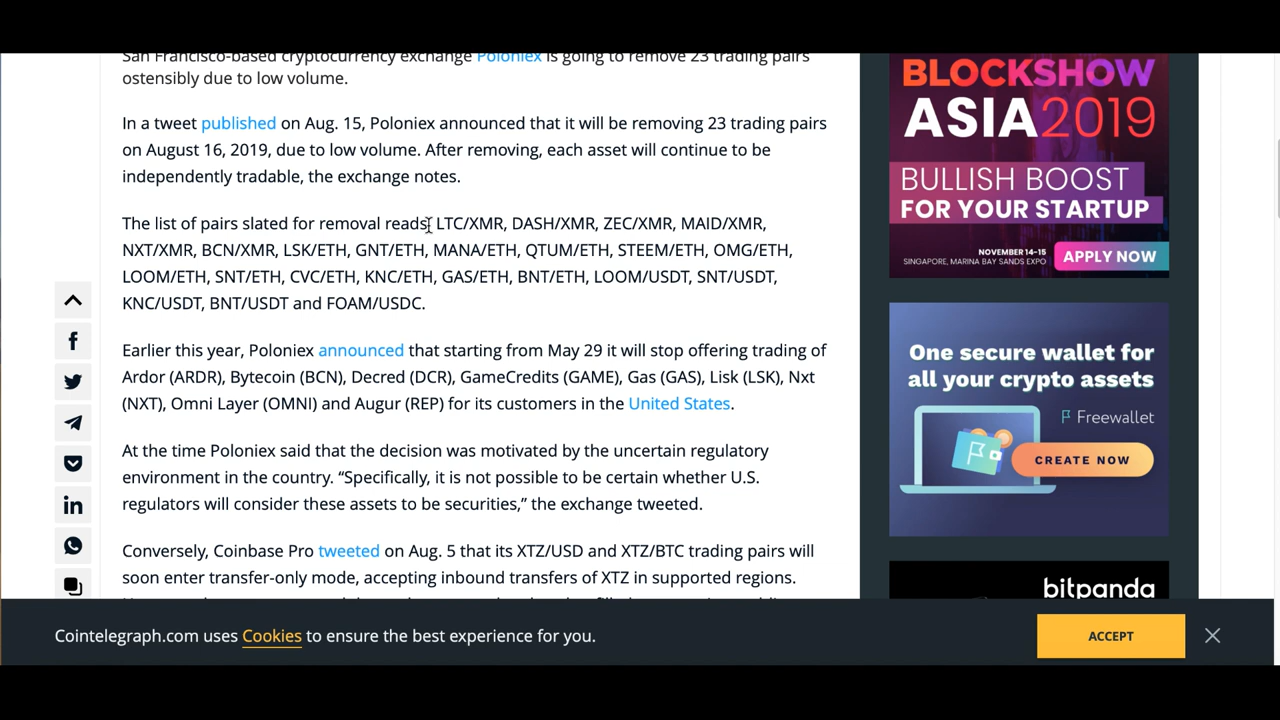 San Francisco-based cryptocurrency exchange Poloniex is going to remove 23 trading pairs
ostensibly due to low volume.
In a tweet published on Aug. 15, Poloniex announced that it will be removing 23 trading pairs
on August 16, 2019, due to low volume. After removing, each asset will continue to be
independently tradable, the exchange notes.
The list of pairs slated for removal reads: LTC/XMR, DASH/XMR, ZEC/XMR, MAID/XMR,
NXT/XMR, BCN/XMR, LSK/ETH, GNT/ETH, MANA/ETH, QTUM/ETH, STEEM/ETH, OMG/ETH,
LOOM/ETH, SNT/ETH, CVC/ETH, KNC/ETH, GAS/ETH, BNT/ETH, LOOM/USDT, SNT/USDT,
KNC/USDT, BNT/USDT and FOAM/USDC.
Earlier this year, Poloniex announced that starting from May 29 it will stop offering trading of
Ardor (ARDR), Bytecoin (BCN), Decred (DCR), GameCredits (GAME), Gas (GAS), Lisk (LSK), Nxt
(NXT), Omni Layer (OMNI) and Augur (REP) for its customers in the United States.
At the time Poloniex said that the decision was motivated by the uncertain regulatory
environment in the country. “Specifically, it is not possible to be certain whether U.S.
regulators will consider these assets to be securities,” the exchange tweeted.
Conversely, Coinbase Pro tweeted on Aug. 5 that its XTZ/USD and XTZ/BTC trading pairs will
soon enter transfer-only mode, accepting inbound transfers of XTZ in supported regions.
BLOCKSHOW
ASIA2019
BULLISH BOOST
FOR YOUR STARTUP
NOVEMBER 14-15
SINGAPORE, MARINA BAY SANDS EXPO
APPLY NOW
One secure wallet for
all your crypto assets
Freewallet
CREATE NOW
bitpanda
Cointelegraph.com uses Cookies to ensure the best experience for you.
ACCEPT